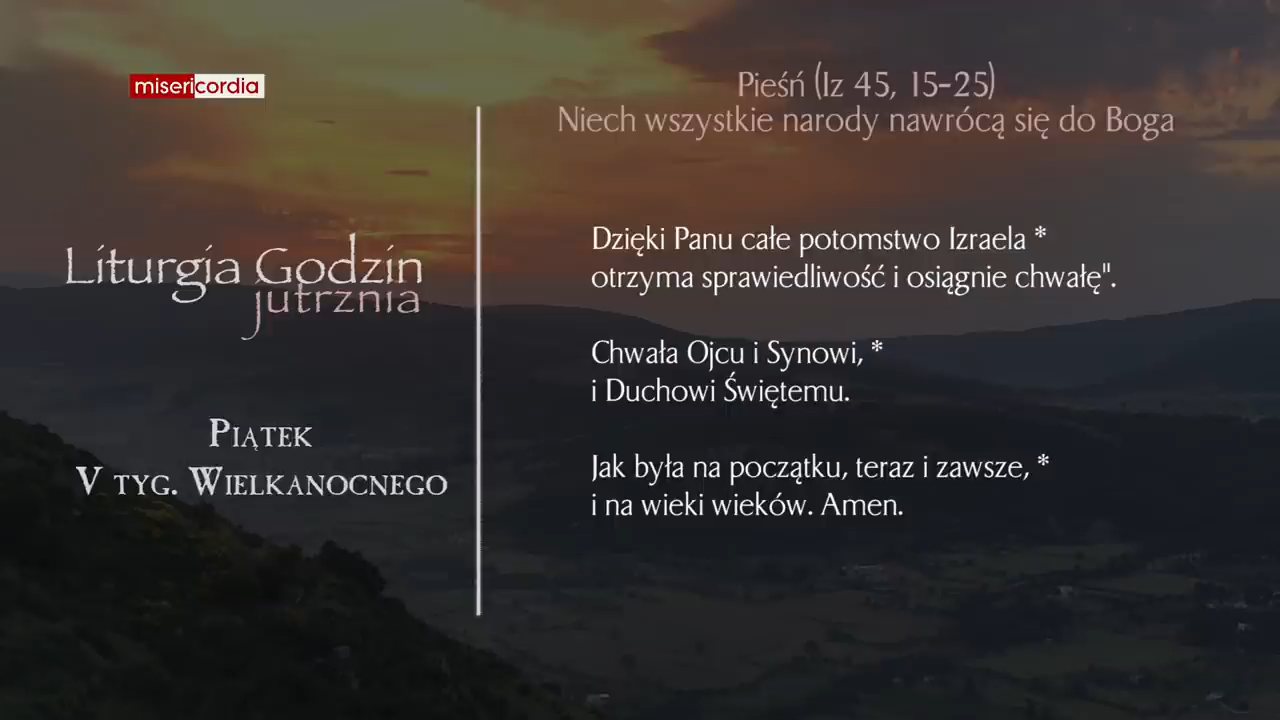 misericordia
Liturgia Godzin
jutrznia
Piątek
V tyg. Wielkanocnego
Pieśń (Iz 45, 15-25)
Niech wszystkie narody nawrócą się do Boga
Dzięki Panu całe potomstwo Izraela *
otrzyma sprawiedliwość i osiągnie chwałę".
Chwała Ojcu i Synowi, *
i Duchowi Świętemu.
Jak była na początku, teraz i zawsze, *
i na wieki wieków. Amen.